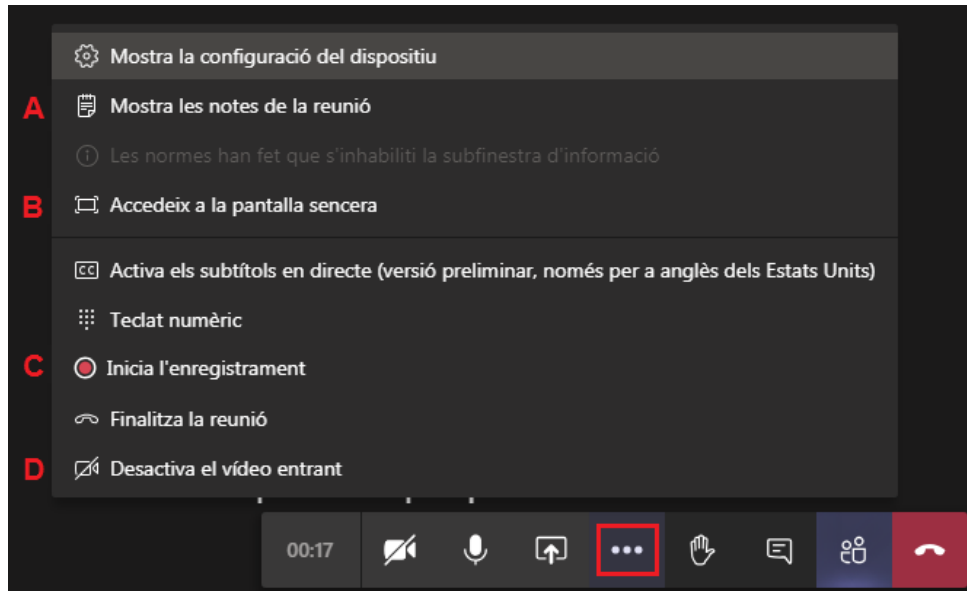 Mostra la configuració del dispositiu
A Mostra les notes de la reunió
Les normes han fet que s'inhabiliti la subfinestra d'informació
B Accedeix a la pantalla sencera
CC Activa els subtítols en directe (versió preliminar, només per a anglès dels Estats Units)
Teclat numèric
C Inicia l'enregistrament
Finalitza la reunió
D Desactiva el vídeo entrant
00:17